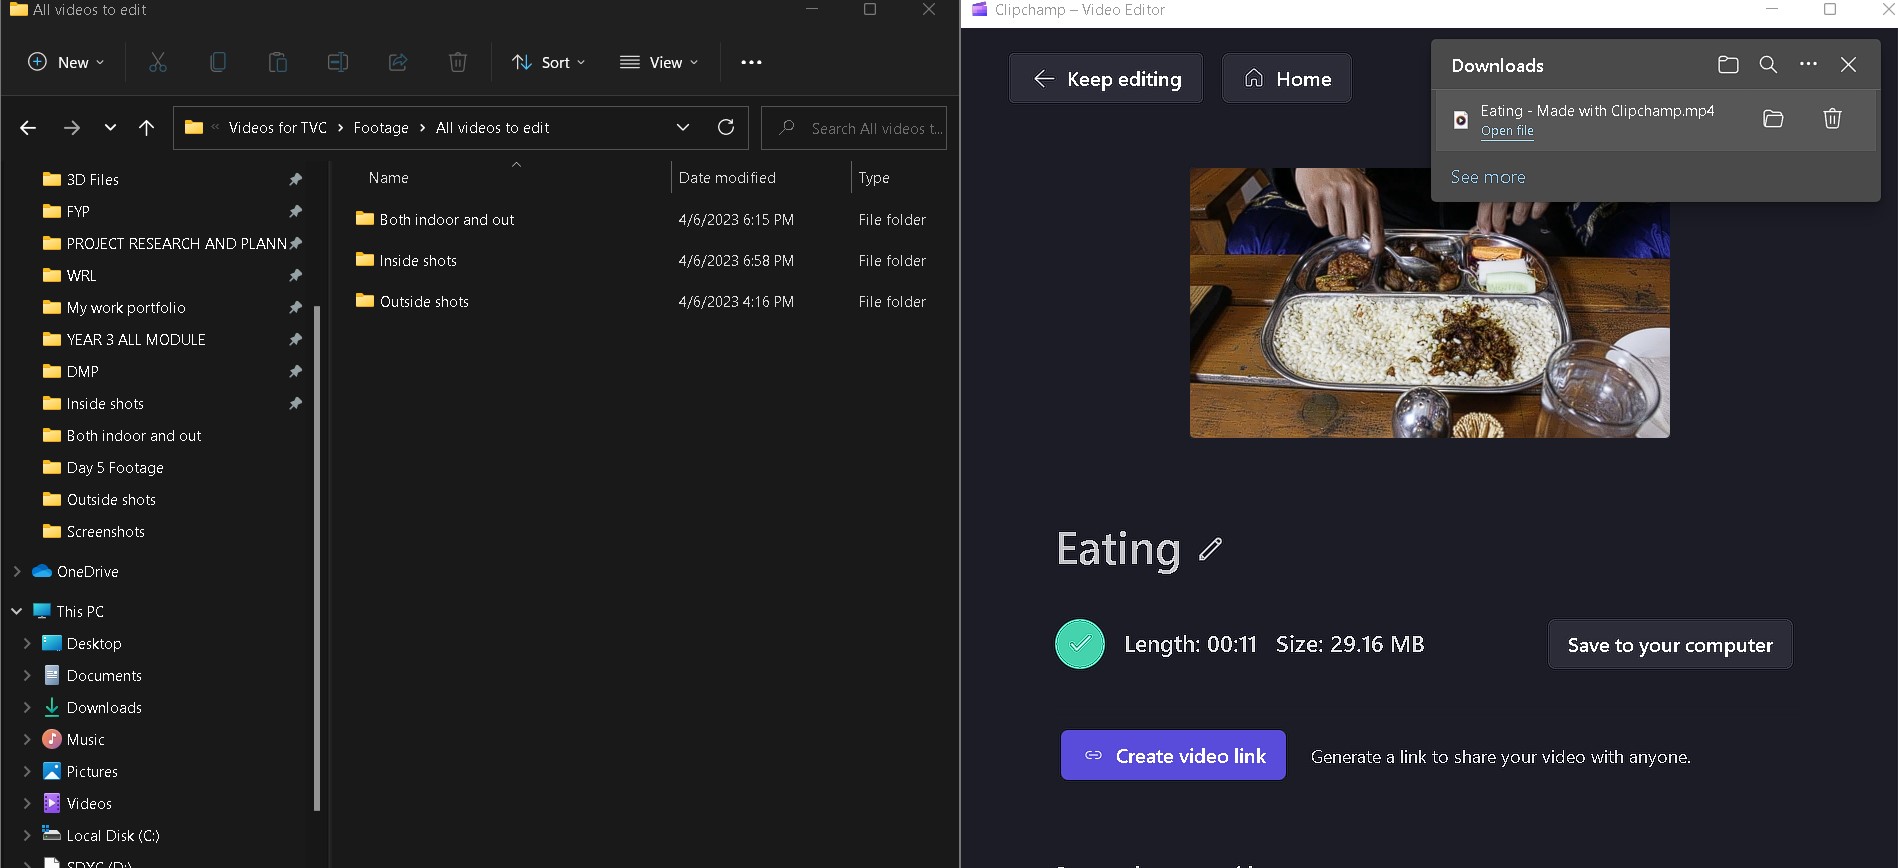 All videos to edit
New
Sort
View
Videos for TVC
Footage
All videos to edit
Search All videos t...
3D Files
FYP
PROJECT RESEARCH AND PLANN
WRL
My work portfolio
YEAR 3 ALL MODULE
DMP
Inside shots
Both indoor and out
Day 5 Footage
Outside shots
Screenshots
OneDrive
This PC
Desktop
Documents
Downloads
Music
Pictures
Videos
Local Disk (C:)
SDXC (D:)
Name Date modified Type
Both indoor and out 4/6/2023 6:15 PM File folder
Inside shots 4/6/2023 6:58 PM File folder
Outside shots 4/6/2023 4:16 PM File folder
Clipchamp – Video Editor
Keep editing
Home
Downloads
Eating - Made with Clipchamp.mp4
Open file
See more
Eating
Length: 00:11 Size: 29.16 MB
Save to your computer
Create video link
Generate a link to share your video with anyone.